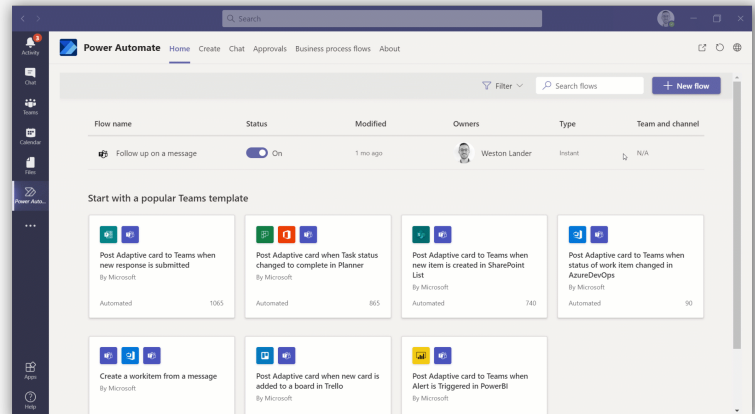 Search
3
Activity
Chat
Teams
Calendar
Files
Power Auto...
Apps
Help
Power Automate Home Create Chat Approvals Business process flows About
Filter Search flows + New flow
Flow name Status Modified Owners Type Team and channel
Follow up on a message On 1 mo ago Weston Lander Instant N/A
Start with a popular Teams template
Post Adaptive card to Teams when
new response is submitted
By Microsoft
Automated 1065
Post Adaptive card when Task status
changed to complete in Planner
By Microsoft
Automated 865
Post Adaptive card to Teams when
new item is created in SharePoint
List
By Microsoft
Automated 740
Post Adaptive card to Teams when
status of work item changed in
AzureDevOps
By Microsoft
Automated 90
Create a workitem from a message
By Microsoft
Post Adaptive card when new card is
added to a board in Trello
By Microsoft
Post Adaptive card to Teams when
Alert is Triggered in PowerBI
By Microsoft